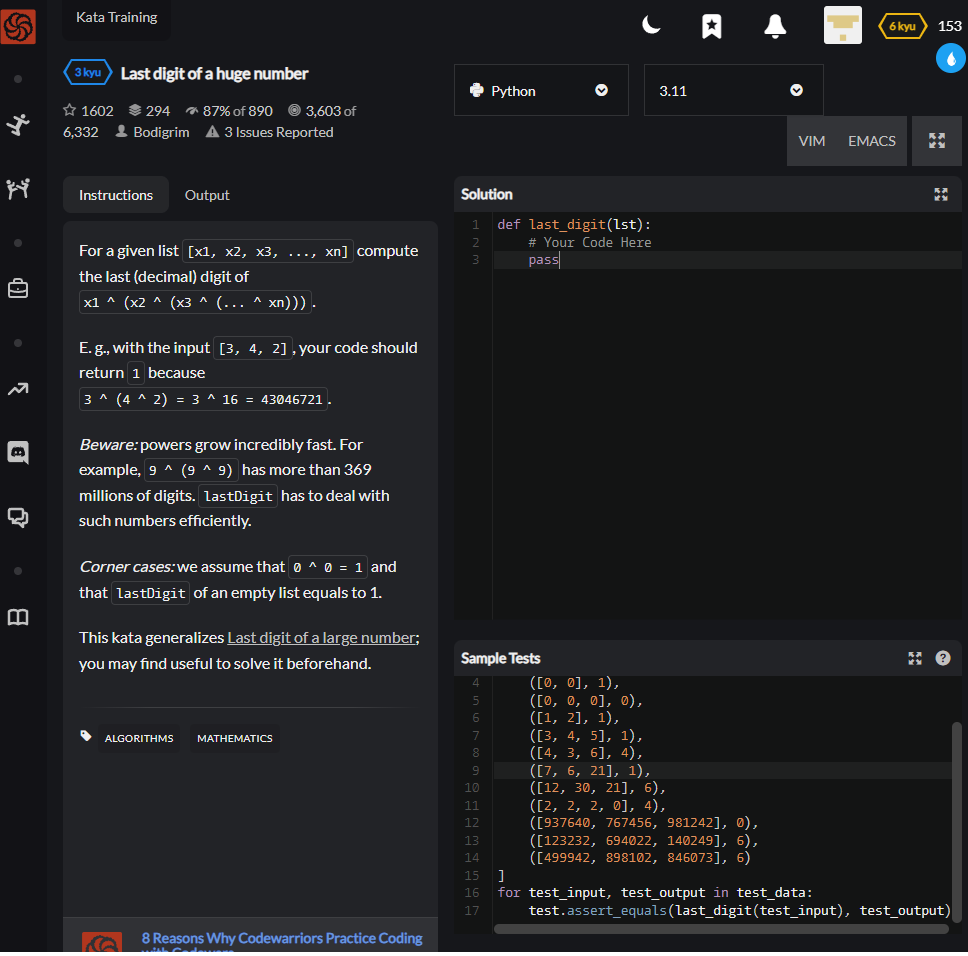 Kata Training
6 kyu 153
3 kyu Last digit of a huge number
1602 294 87% of 890 3,603 of
6,332 Bodigrim 3 Issues Reported
Python
3.11
VIM EMACS
Instructions Output
For a given list [x1, x2, x3, ..., xn] compute
the last (decimal) digit of
x1 ^ (x2 ^ (x3 ^ (... ^ xn))).
E. g., with the input [3, 4, 2], your code should
return 1 because
3 ^ (4 ^ 2) = 3 ^ 16 = 43046721.
Beware: powers grow incredibly fast. For
example, 9 ^ (9 ^ 9) has more than 369
millions of digits. lastDigit has to deal with
such numbers efficiently.
Corner cases: we assume that 0 ^ 0 = 1 and
that lastDigit of an empty list equals to 1.
This kata generalizes Last digit of a large number;
you may find useful to solve it beforehand.
ALGORITHMS MATHEMATICS
8 Reasons Why Codewarriors Practice Coding
with Codewars
Solution
1 def last_digit(lst):
2 # Your Code Here
3 pass
Sample Tests
4 ([0, 0], 1),
5 ([0, 0, 0], 0),
6 ([1, 2], 1),
7 ([3, 4, 5], 1),
8 ([4, 3, 6], 4),
9 ([7, 6, 21], 1),
10 ([12, 30, 21], 6),
11 ([2, 2, 2, 0], 4),
12 ([937640, 767456, 981242], 0),
13 ([123232, 694022, 140249], 6),
14 ([499942, 898102, 846073], 6)
15 ]
16 for test_input, test_output in test_data:
17 test.assert_equals(last_digit(test_input), test_output)